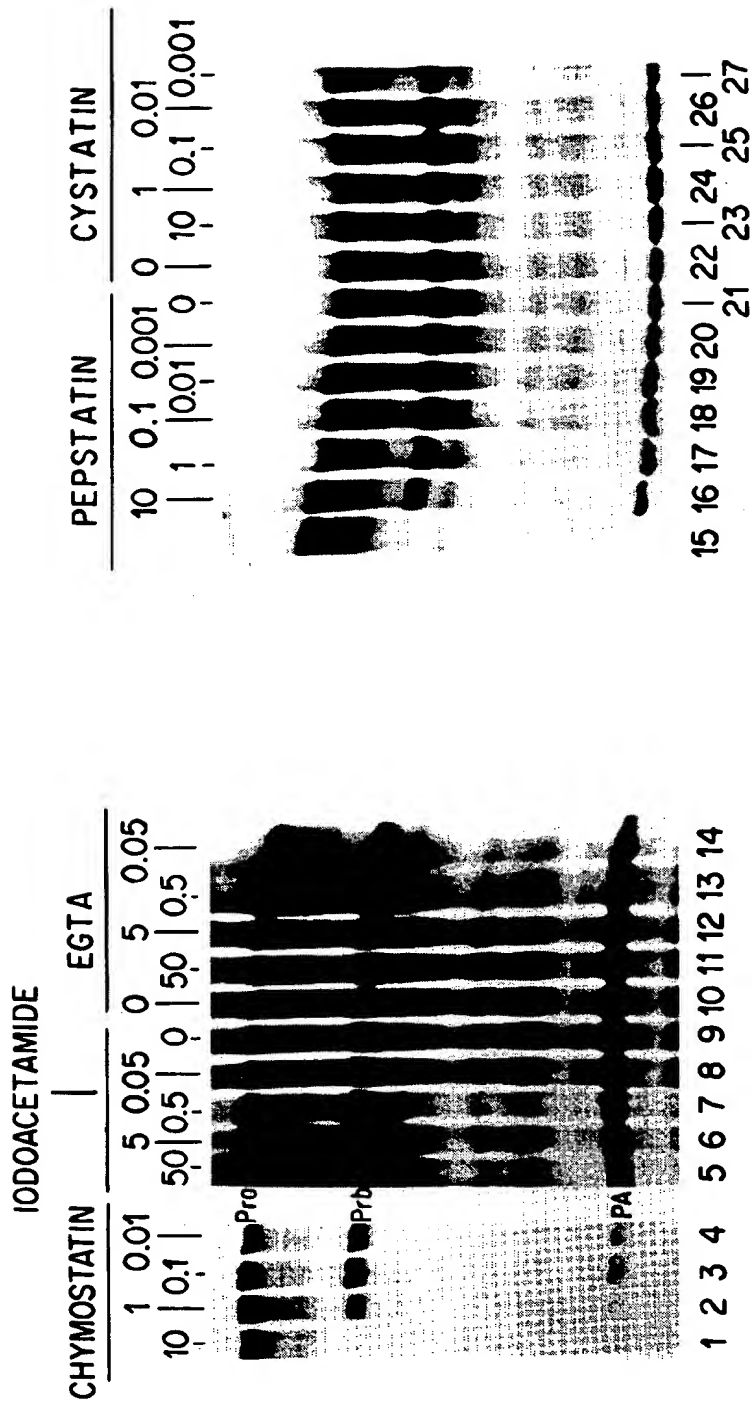 IODOACETAMIDE
CHYMOSTATIN EGTA
1 0.01 5 0.05 0 5 0.05
10 0.1 50 0.5 0 50 0.5
Pro
Prb
PA
1 2 3 4 5 6 7 8 9 10 11 12 13 14
PEPSTATIN CYSTATIN
10 0.1 0.001 0 1 0.01
1 0.01 0 10 0.1 0.001
15 16 17 18 19 20 22 24 26
21 23 25 27